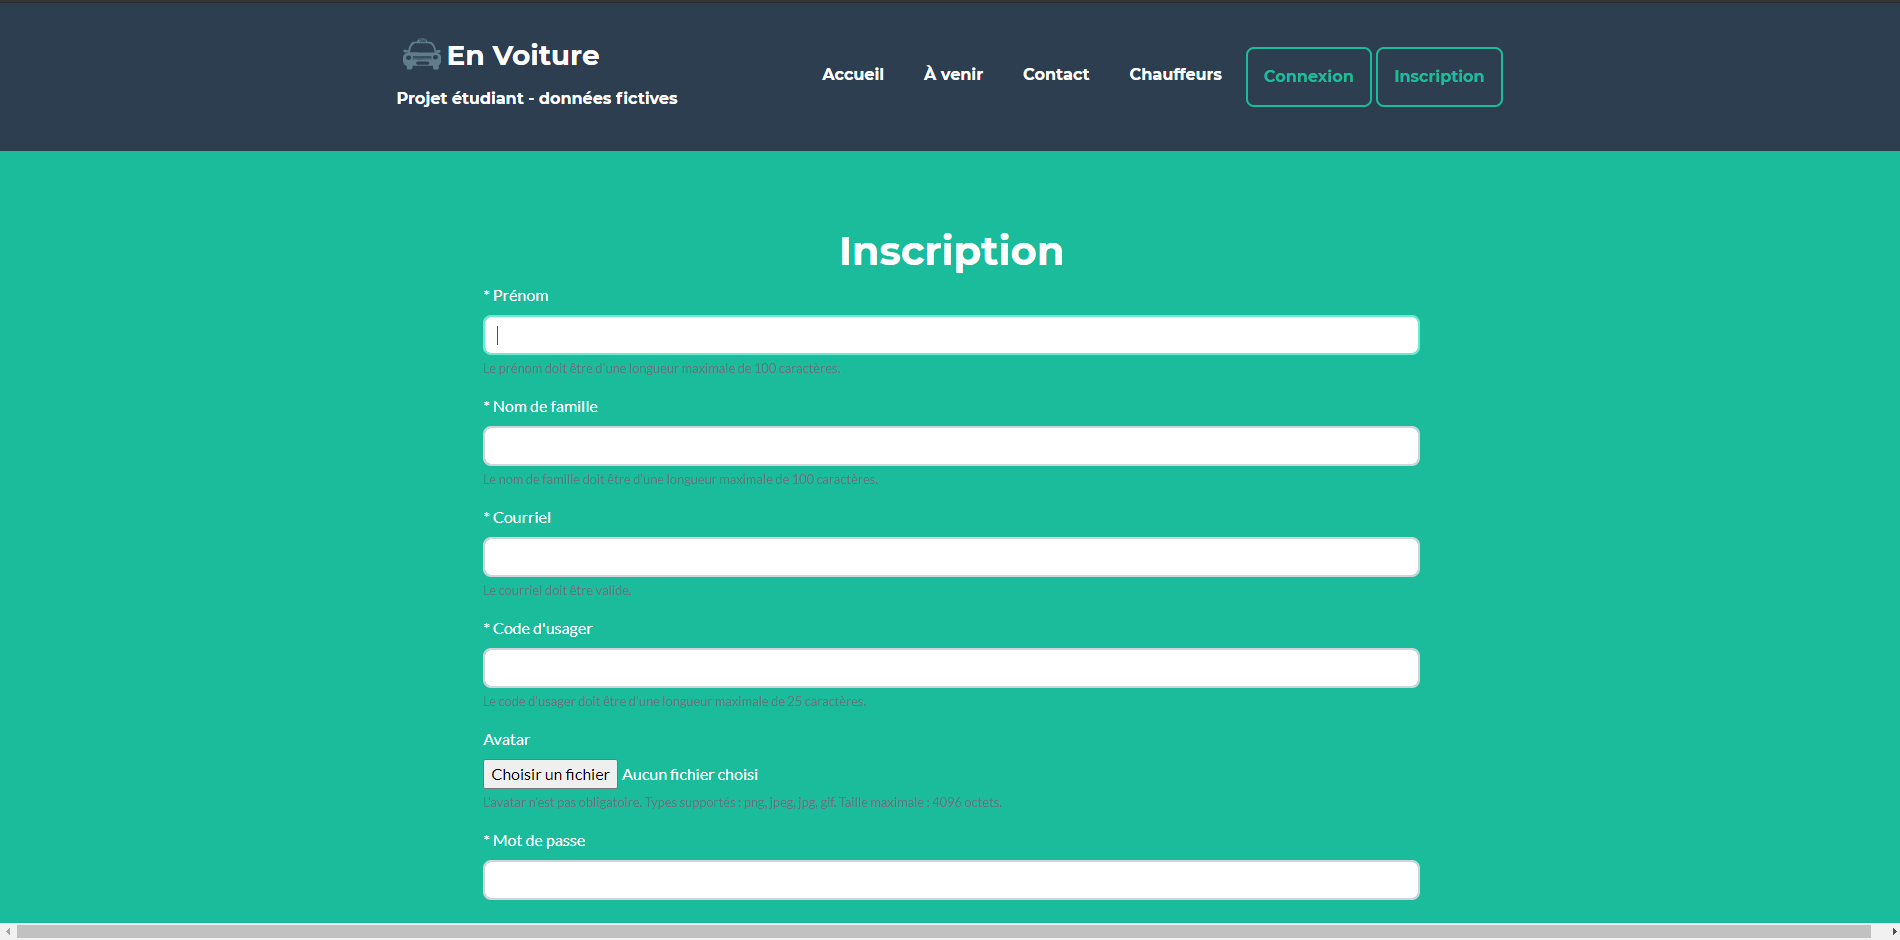 En Voiture
Projet étudiant - données fictives
Accueil
À venir
Contact
Chauffeurs
Connexion
Inscription
Inscription
* Prénom
Le prénom doit être d'une longueur maximale de 100 caractères.
* Nom de famille
Le nom de famille doit être d'une longueur maximale de 100 caractères.
* Courriel
Le courriel doit être valide.
* Code d'usager
Le code d'usager doit être d'une longueur maximale de 25 caractères.
Avatar
Choisir un fichier Aucun fichier choisi
L'avatar n'est pas obligatoire. Types supportés : png, jpeg, jpg, gif. Taille maximale : 4096 octets.
* Mot de passe